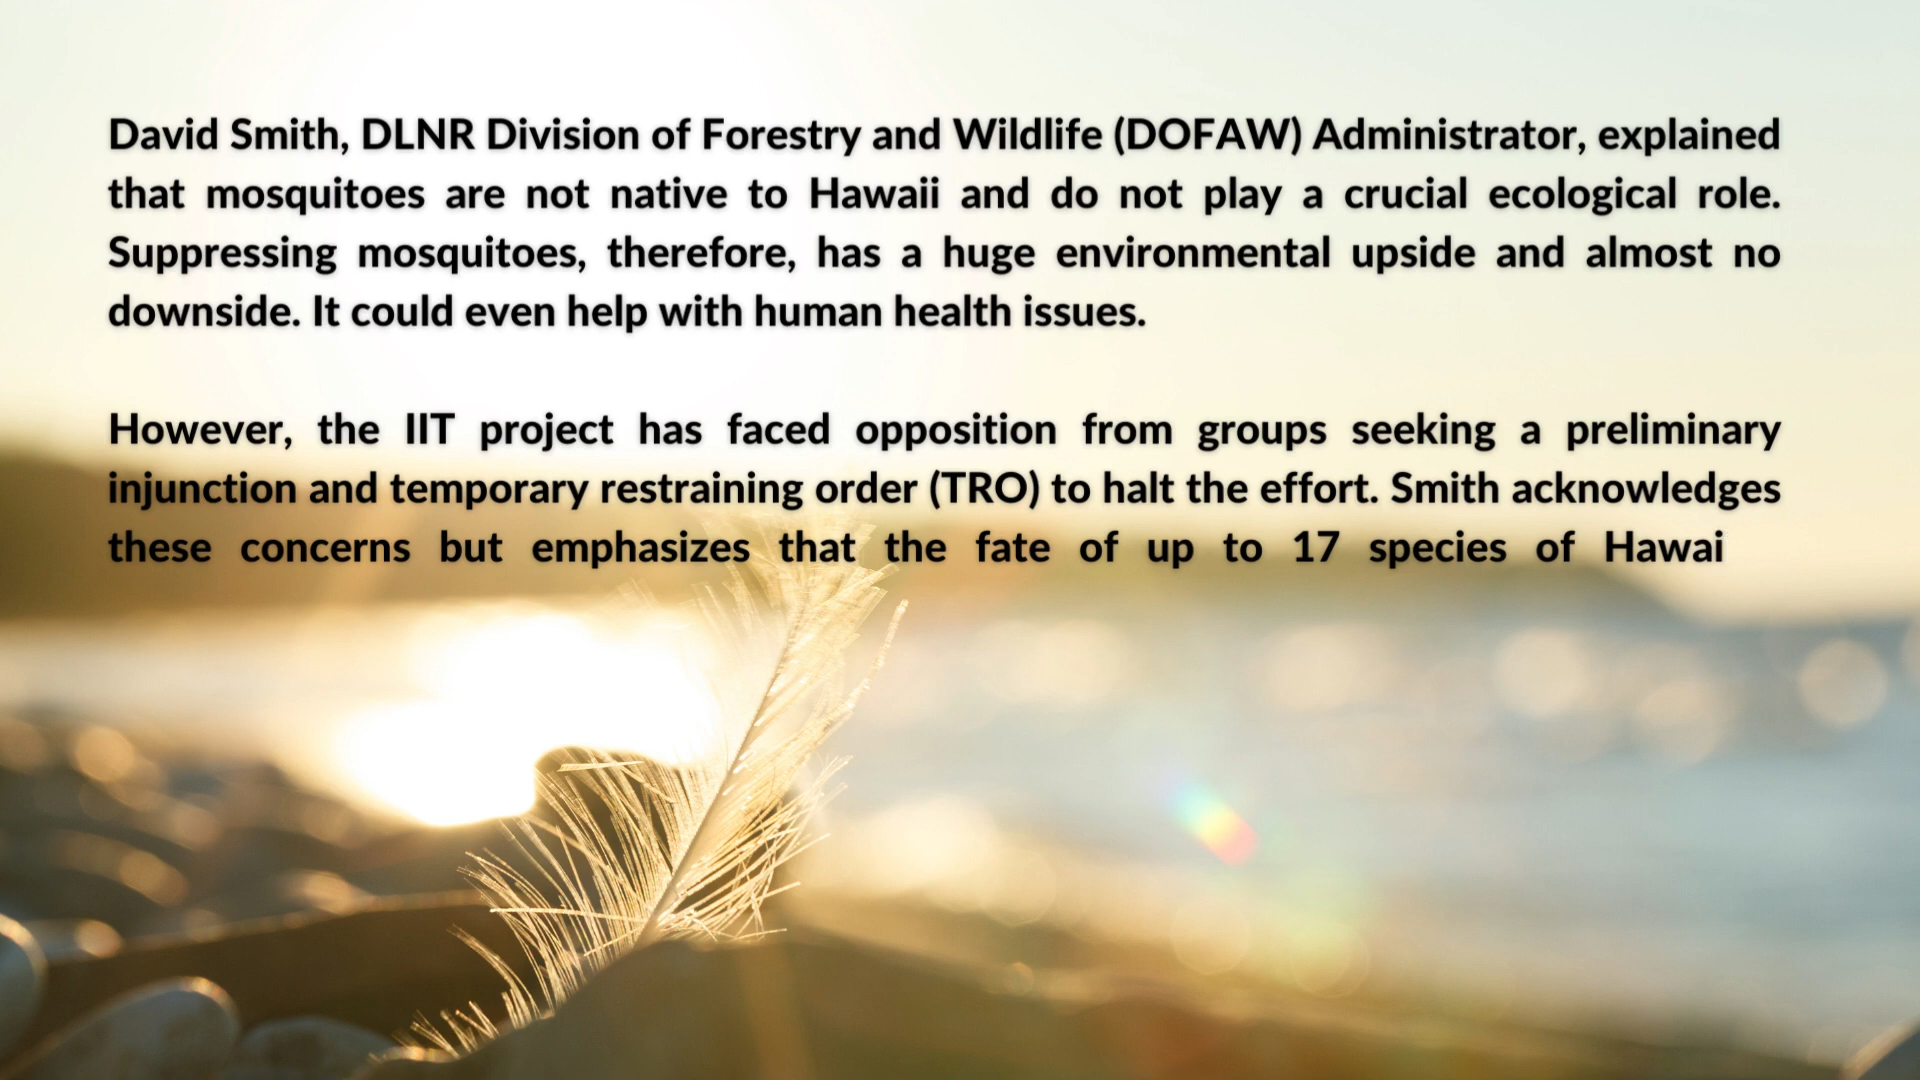 David Smith, DLNR Division of Forestry and Wildlife (DOFAW) Administrator, explained
that mosquitoes are not native to Hawaii and do not play a crucial ecological role.
Suppressing mosquitoes, therefore, has a huge environmental upside and almost no
downside. It could even help with human health issues.
However, the IIT project has faced opposition from groups seeking a preliminary
injunction and temporary restraining order (TRO) to halt the effort. Smith acknowledges
these concerns but emphasizes that the fate of up to 17 species of Hawai